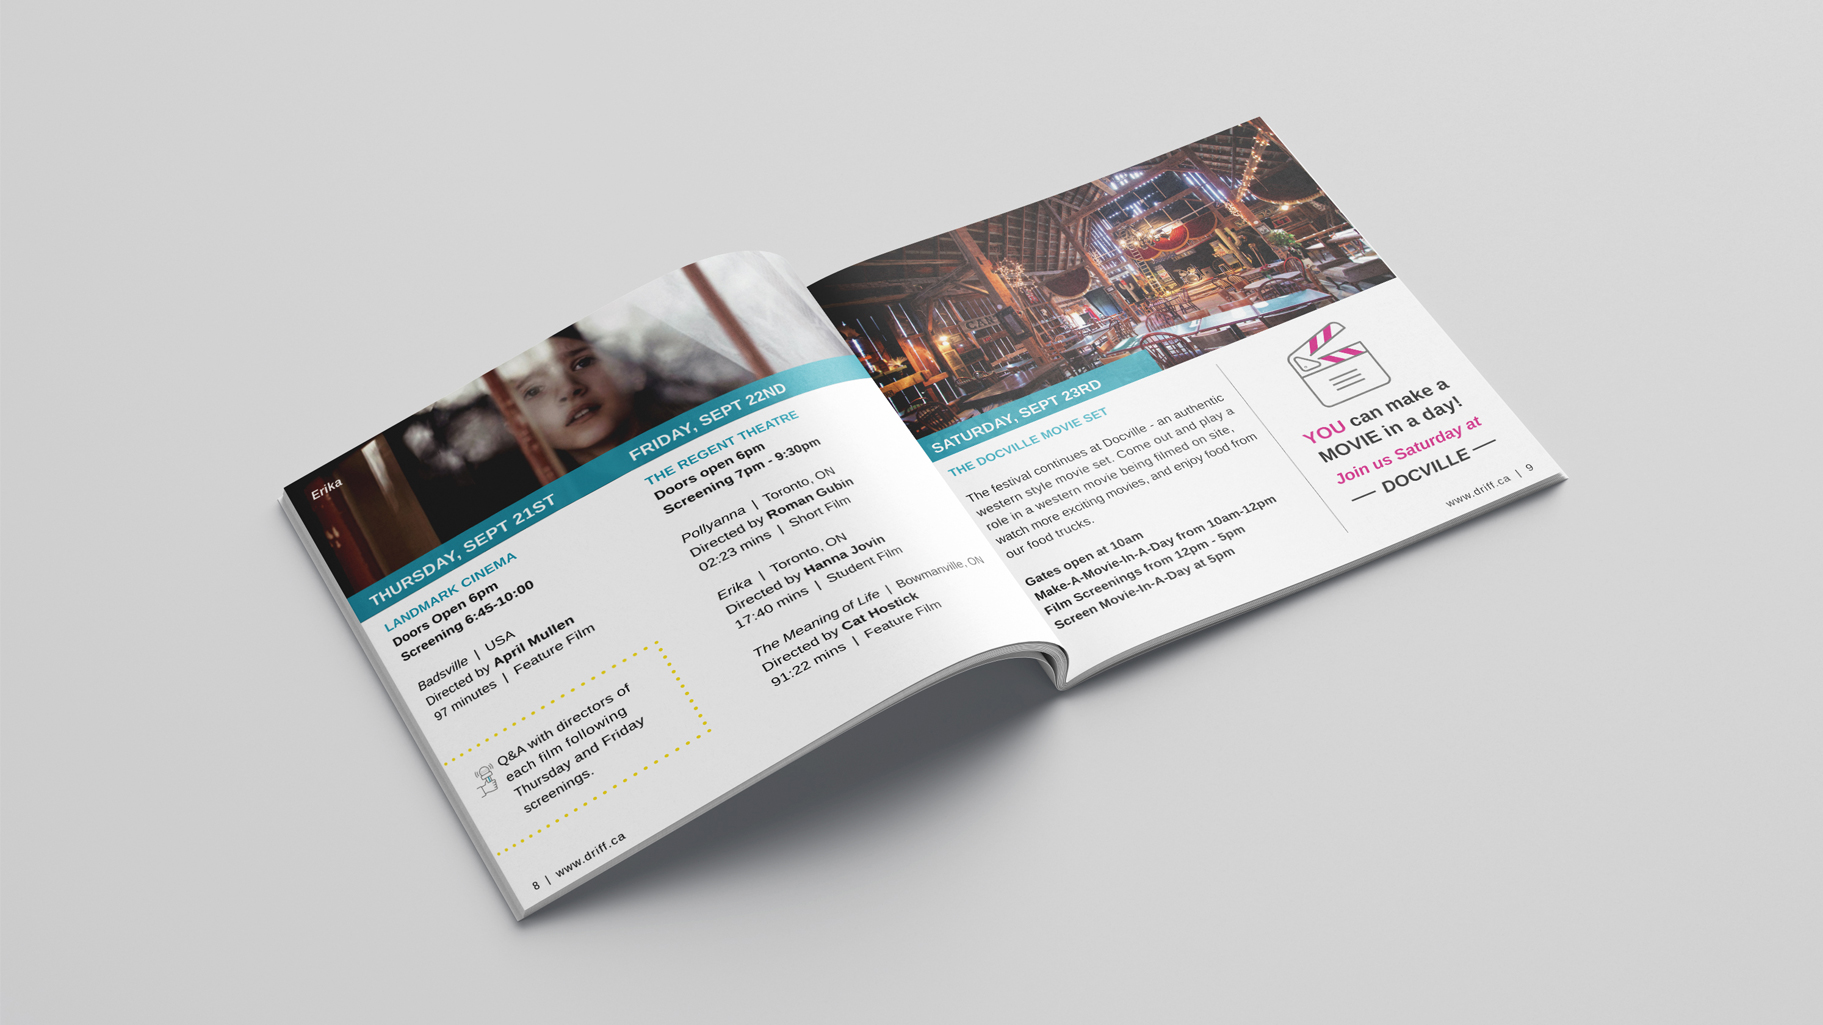 Erika
THURSDAY, SEPT 21ST
LANDMARK CINEMA
Doors Open 6pm
Screening 6:45-10:00
Badsville | USA
Directed by April Mullen
97 minutes | Feature Film
Q&A with directors of
each film following
Thursday and Friday
screenings.
8 | www.driff.ca
FRIDAY, SEPT 22ND
THE REGENT THEATRE
Doors open 6pm
Screening 7pm - 9:30pm
Pollyanna | Toronto, ON
Directed by Roman Gubin
02:23 mins | Short Film
Erika | Toronto, ON
Directed by Hanna Jovin
17:40 mins | Student Film
The Meaning of Life | Bowmanville, ON
Directed by Cat Hostick
91:22 mins | Feature Film
SATURDAY, SEPT 23RD
THE DOCVILLE MOVIE SET
The festival continues at Docville - an authentic
western style movie set. Come out and play a
role in a western movie being filmed on site,
watch more exciting movies, and enjoy food from
our food trucks.
Gates open at 10am
Make-A-Movie-In-A-Day from 10am-12pm
Film Screenings from 12pm - 5pm
Screen Movie-In-A-Day at 5pm
YOU can make a
MOVIE in a day!
Join us Saturday at
DOCVILLE
www.driff.ca | 9